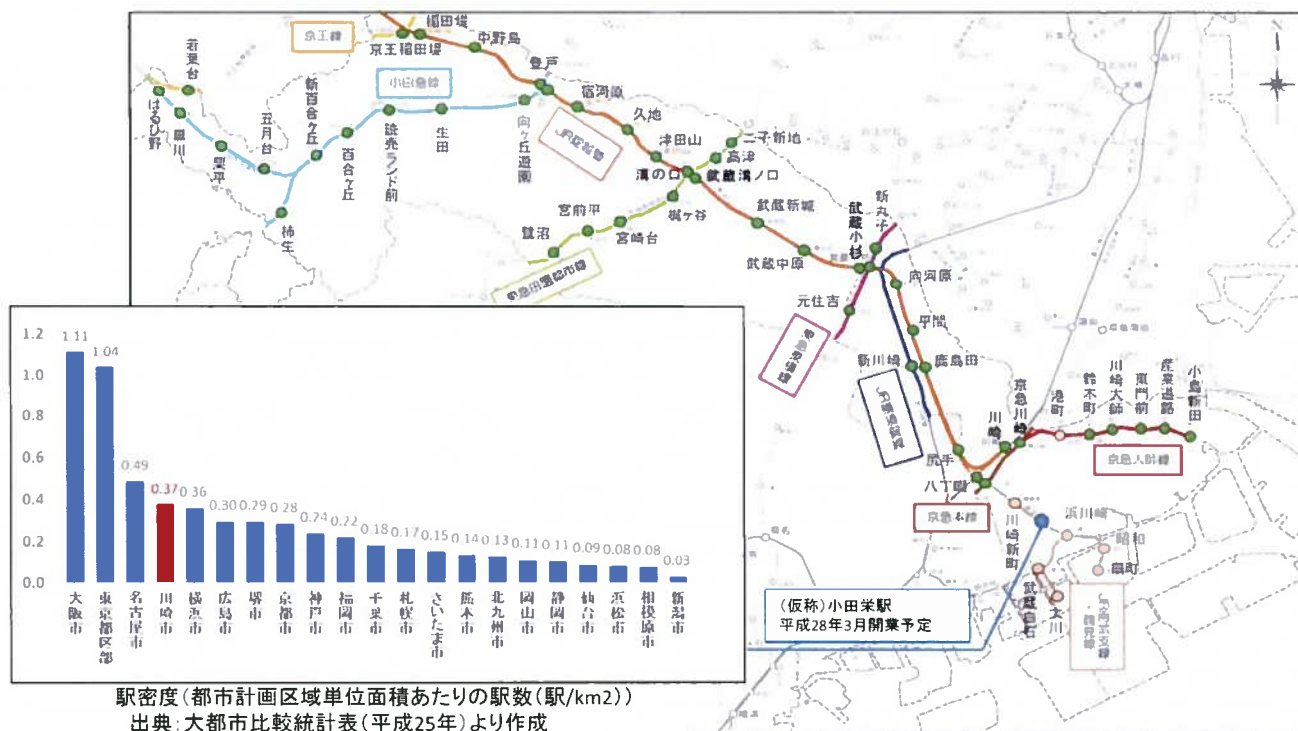 京王線
稲田堤
京王稲田堤
中野島
登戸
宿河原
久地
津田山
二子新地
高津
溝の口
武蔵溝ノ口
JR南武線
小田急線
若葉台
はるひ野
黒川
栗平
五月台
新百合ヶ丘
百合ヶ丘
読売ランド前
生田
向ヶ丘遊園
柿生
梶ヶ谷
宮崎台
宮前平
鷺沼
東急田園都市線
武蔵新城
武蔵中原
武蔵小杉
新丸子
向河原
元住吉
平間
東急東横線
新川崎
鹿島田
JR横須賀線
尻手
八丁畷
川崎
京急川崎
港町
鈴木町
川崎大師
東門前
産業道路
小島新田
京急大師線
京急本線
川崎新町
浜川崎
昭和
扇町
武蔵白石
大川
(仮称)小田栄駅
平成28年3月開業予定
1.2
1.0
0.8
0.6
0.4
0.2
0.0
1.11
1.04
0.49
0.37
0.36
0.30
0.29
0.28
0.24
0.22
0.18
0.17
0.15
0.14
0.13
0.11
0.11
0.09
0.08
0.08
0.03
大阪市
東京都区部
名古屋市
川崎市
横浜市
広島市
堺市
京都市
神戸市
福岡市
千葉市
札幌市
さいたま市
熊本市
北九州市
岡山市
静岡市
仙台市
浜松市
相模原市
新潟市
駅密度(都市計画区域単位面積あたりの駅数(駅/km2))
出典:大都市比較統計表(平成25年)より作成